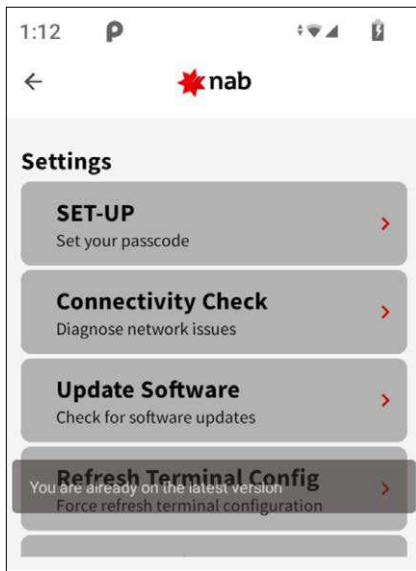 1:12
nab
Settings
SET-UP
Set your passcode
Connectivity Check
Diagnose network issues
Update Software
Check for software updates
Refresh Terminal Config
You are already on the latest version
Force refresh terminal configuration